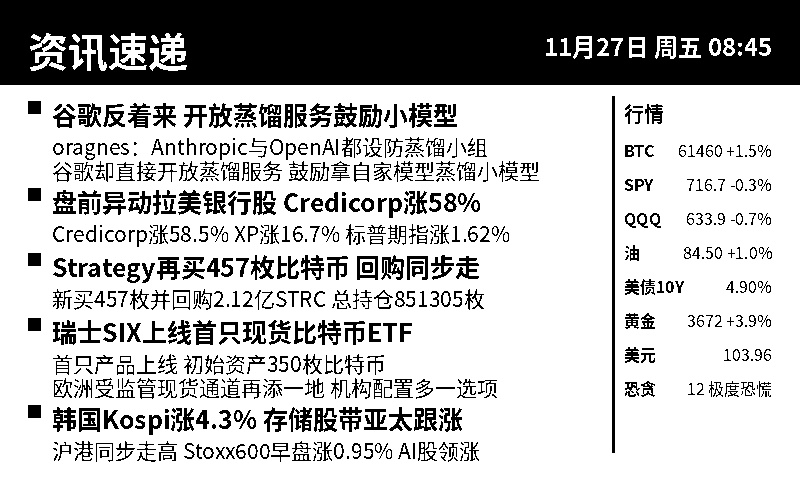 资讯速递
11月27日 周五 08:45
谷歌反着来 开放蒸馏服务鼓励小模型
oragnes：Anthropic与OpenAI都设防蒸馏小组
谷歌却直接开放蒸馏服务 鼓励拿自家模型蒸馏小模型
盘前异动拉美银行股 Credicorp涨58%
Credicorp涨58.5% XP涨16.7% 标普期指涨1.62%
Strategy再买457枚比特币 回购同步走
新买457枚并回购2.12亿STRC 总持仓851305枚
瑞士SIX上线首只现货比特币ETF
首只产品上线 初始资产350枚比特币
欧洲受监管现货通道再添一地 机构配置多一选项
韩国Kospi涨4.3% 存储股带亚太跟涨
沪港同步走高 Stoxx600早盘涨0.95% AI股领涨
行情
BTC 61460 +1.5%
SPY 716.7 -0.3%
QQQ 633.9 -0.7%
油 84.50 +1.0%
美债10Y 4.90%
黄金 3672 +3.9%
美元 103.96
恐贪 12 极度恐慌